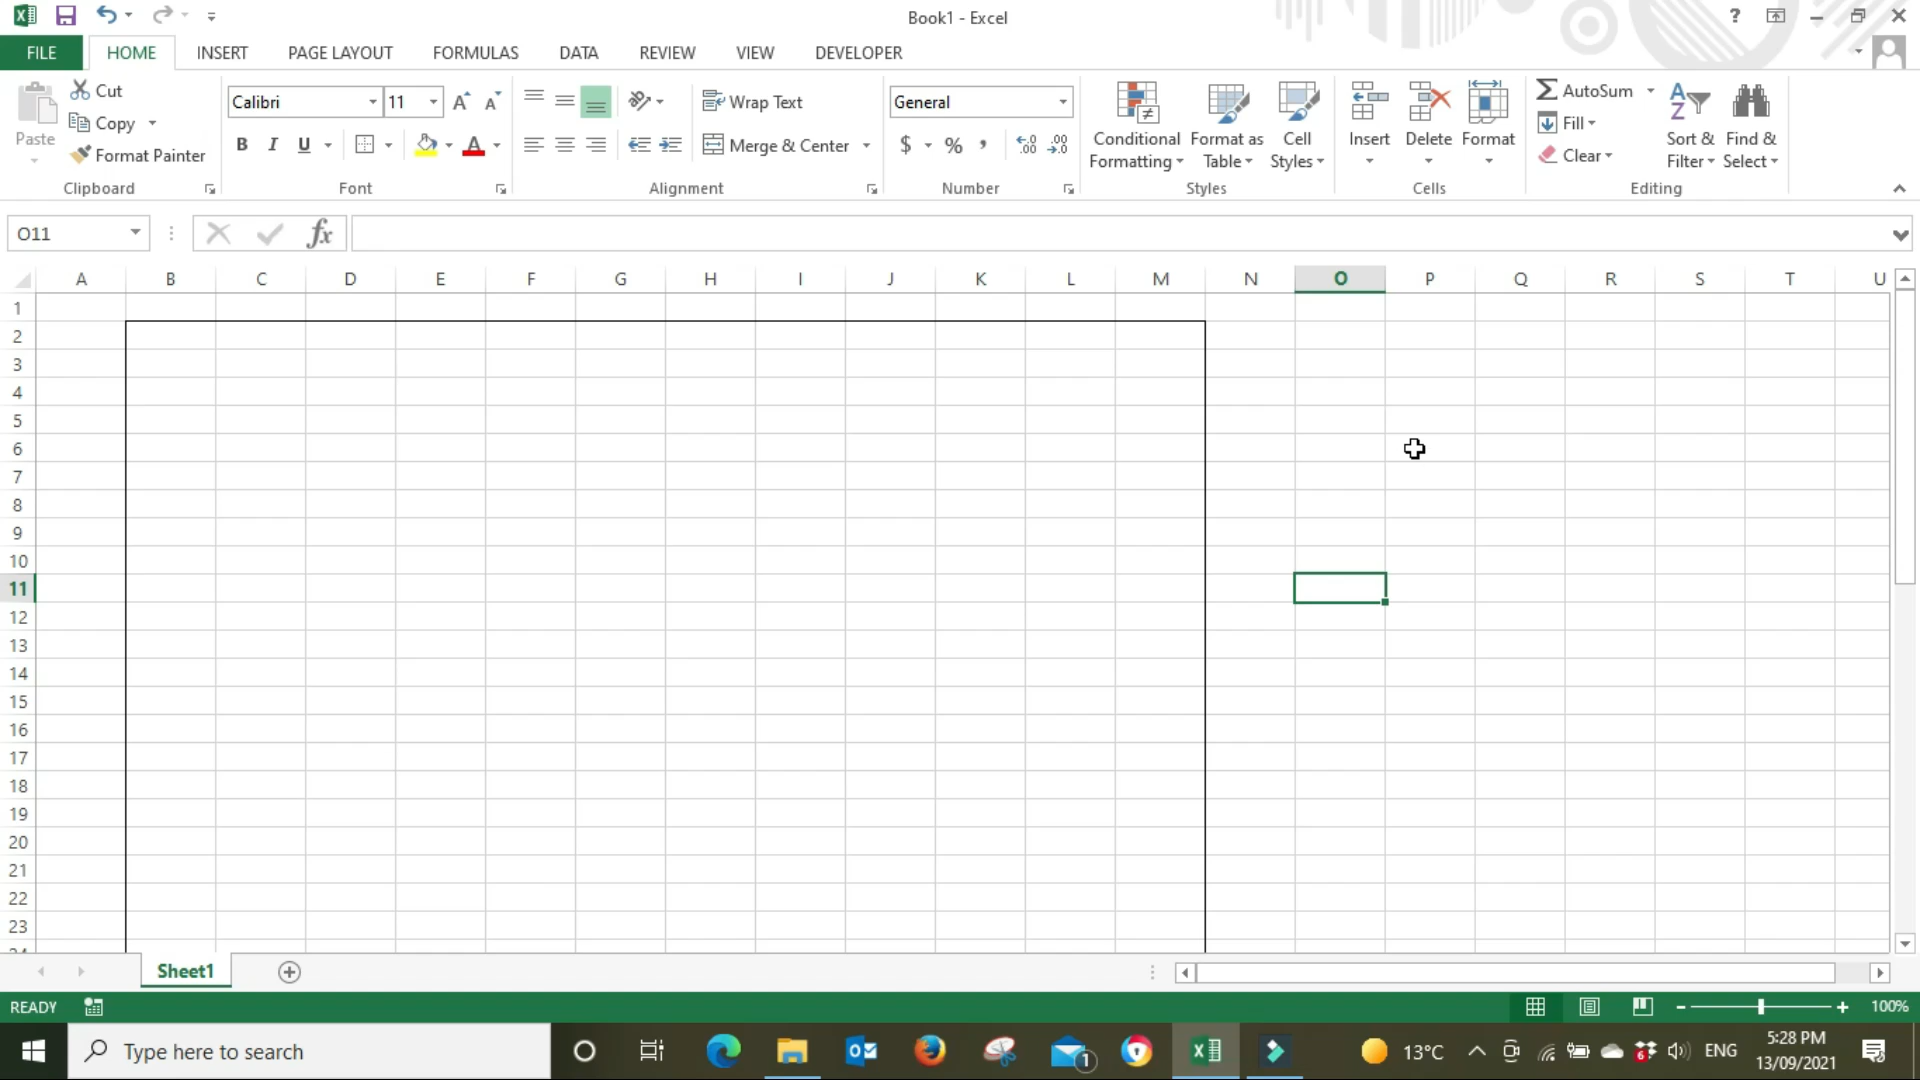 Book1 - Excel
?
FILE HOME INSERT PAGE LAYOUT FORMULAS DATA REVIEW VIEW DEVELOPER
Paste
Cut
Copy
Format Painter
Clipboard
Calibri 11
B I U A
Font
Wrap Text
Merge & Center
Alignment
General
$ % ,
Number
Conditional Formatting
Format as Table
Cell Styles
Styles
Insert
Delete
Format
Cells
AutoSum
Fill
Clear
Sort & Filter
Find & Select
Editing
O11
fx
A B C D E F G H I J K L M N O P Q R S T U
1
2
3
4
5
6
7
8
9
10
11
12
13
14
15
16
17
18
19
20
21
22
23
Sheet1
READY
100%
Type here to search
1
13°C
6
ENG
5:28 PM
13/09/2021